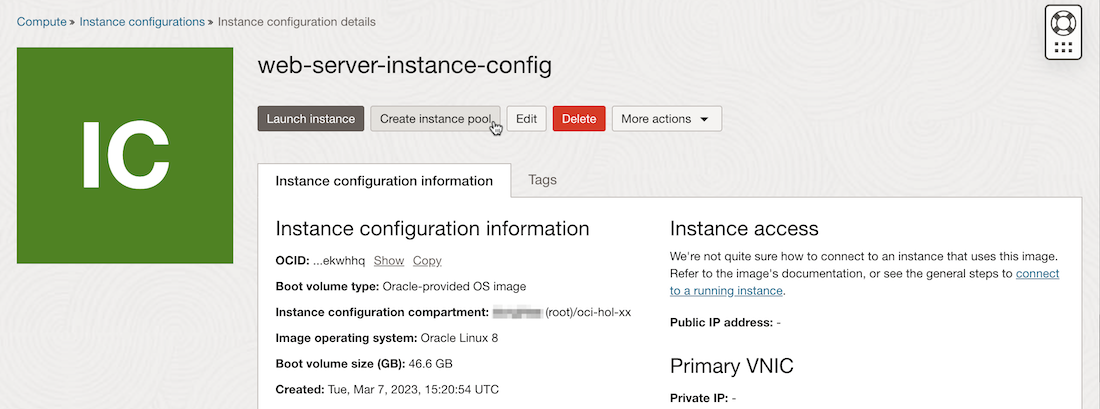 Compute » Instance configurations » Instance configuration details
IC
web-server-instance-config
Launch instance Create instance pool Edit Delete More actions
Instance configuration information Tags
Instance configuration information
OCID: ...ekwhhq Show Copy
Boot volume type: Oracle-provided OS image
Instance configuration compartment: (root)/oci-hol-xx
Image operating system: Oracle Linux 8
Boot volume size (GB): 46.6 GB
Created: Tue, Mar 7, 2023, 15:20:54 UTC
Instance access
We're not quite sure how to connect to an instance that uses this image.
Refer to the image's documentation, or see the general steps to connect
to a running instance.
Public IP address: -
Primary VNIC
Private IP: -